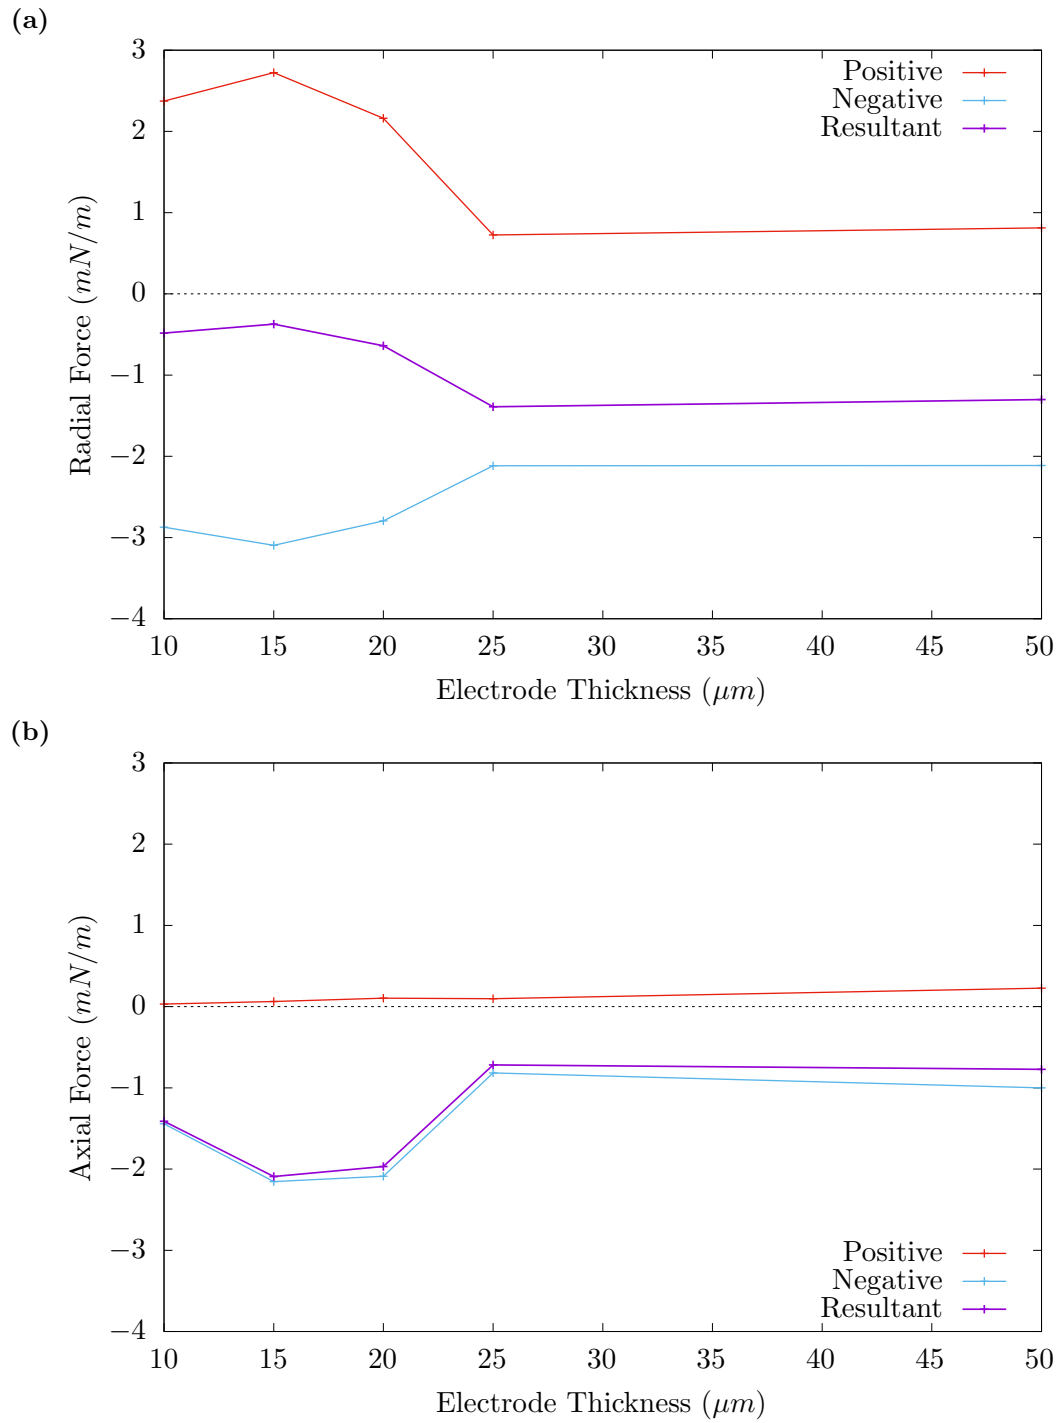 (a)
3
2
1
0
−1
−2
−3
−4
Radial Force (mN/m)
Positive
Negative
Resultant
10 15 20 25 30 35 40 45 50
Electrode Thickness (μm)
(b)
3
2
1
0
−1
−2
−3
−4
Axial Force (mN/m)
Positive
Negative
Resultant
10 15 20 25 30 35 40 45 50
Electrode Thickness (μm)